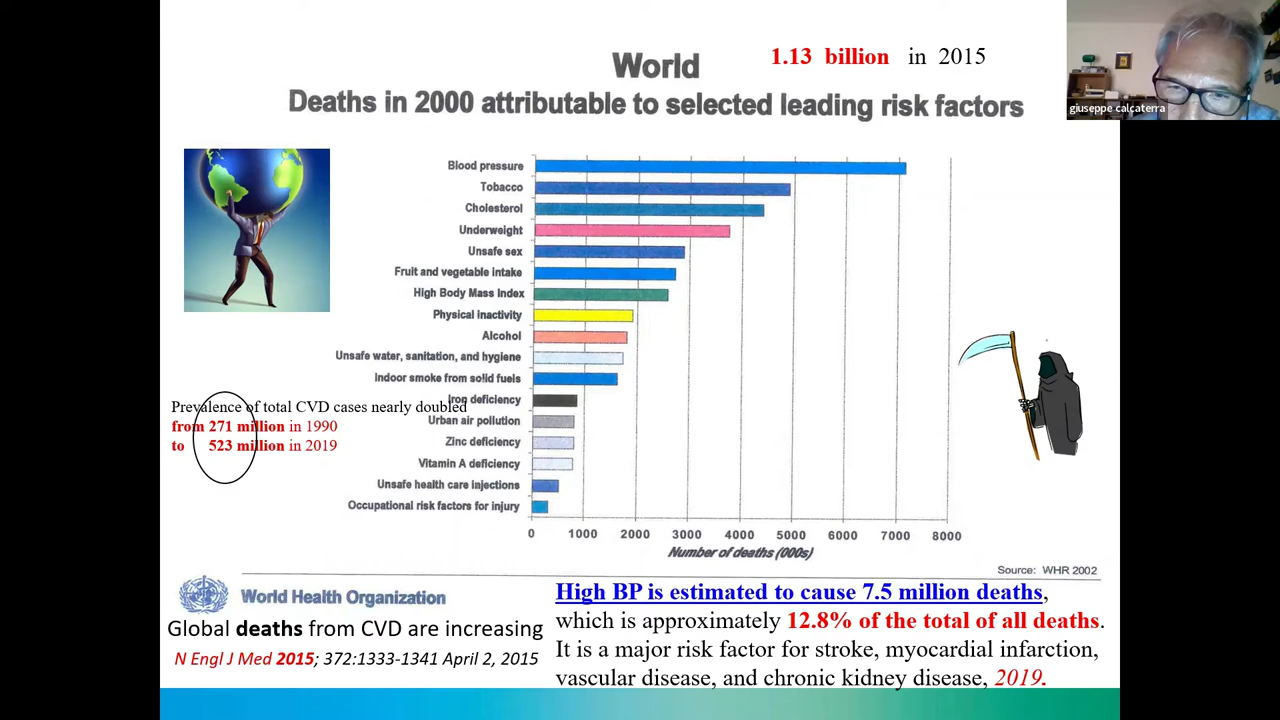 World
1.13 billion in 2015
giuseppe calcaterra
Deaths in 2000 attributable to selected leading risk factors
Blood pressure
Tobacco
Cholesterol
Underweight
Unsafe sex
Fruit and vegetable intake
High Body Mass Index
Physical inactivity
Alcohol
Unsafe water, sanitation, and hygiene
Indoor smoke from solid fuels
Iron deficiency
Urban air pollution
Zinc deficiency
Vitamin A deficiency
Unsafe health care injections
Occupational risk factors for injury
0 1000 2000 3000 4000 5000 6000 7000 8000
Number of deaths (000s)
Prevalence of total CVD cases nearly doubled
from 271 million in 1990
to 523 million in 2019
Source: WHR 2002
World Health Organization
Global deaths from CVD are increasing
N Engl J Med 2015; 372:1333-1341 April 2, 2015
High BP is estimated to cause 7.5 million deaths,
which is approximately 12.8% of the total of all deaths.
It is a major risk factor for stroke, myocardial infarction,
vascular disease, and chronic kidney disease, 2019.